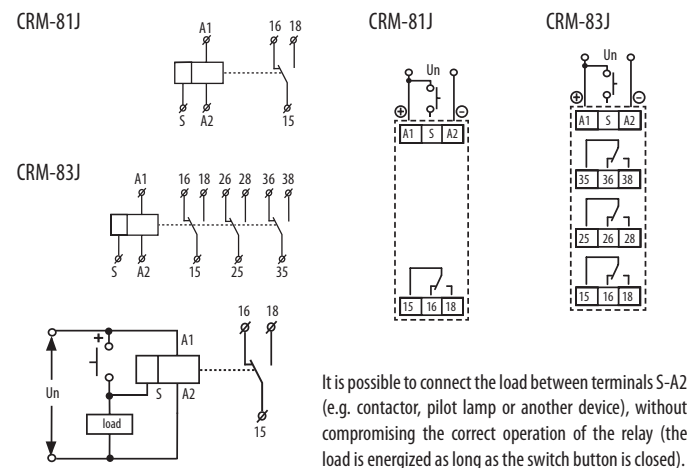 CRM-81J
A1 16 18
S A2 15
CRM-83J
A1 16 18 26 28 36 38
S A2 15 25 35
16 18
+ A1
Un S A2
load
15
CRM-81J
Un
+ -
A1 S A2
15 16 18
CRM-83J
Un
+ -
A1 S A2
35 36 38
25 26 28
15 16 18
It is possible to connect the load between terminals S-A2
(e.g. contactor, pilot lamp or another device), without
compromising the correct operation of the relay (the
load is energized as long as the switch button is closed).